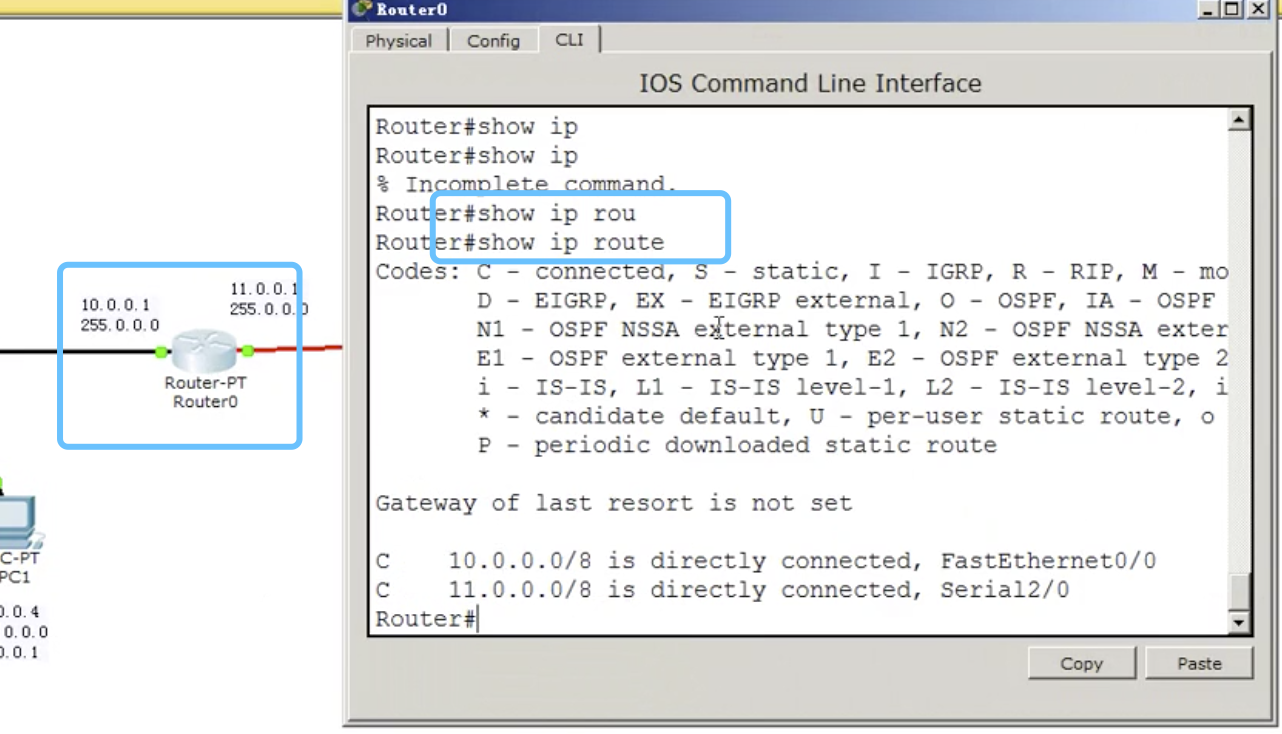 Router0
Physical
Config
CLI
IOS Command Line Interface
Router#show ip
Router#show ip
% Incomplete command.
Router#show ip rou
Router#show ip route
Codes: C - connected, S - static, I - IGRP, R - RIP, M - mo
D - EIGRP, EX - EIGRP external, O - OSPF, IA - OSPF
N1 - OSPF NSSA external type 1, N2 - OSPF NSSA exter
E1 - OSPF external type 1, E2 - OSPF external type 2
i - IS-IS, L1 - IS-IS level-1, L2 - IS-IS level-2, i
* - candidate default, U - per-user static route, o
P - periodic downloaded static route
Gateway of last resort is not set
C 10.0.0.0/8 is directly connected, FastEthernet0/0
C 11.0.0.0/8 is directly connected, Serial2/0
Router#
Copy
Paste
10.0.0.1
255.0.0.0
11.0.0.1
255.0.0.0
Router-PT
Router0
C-PT
PC1
0.0.4
0.0.0
0.0.1